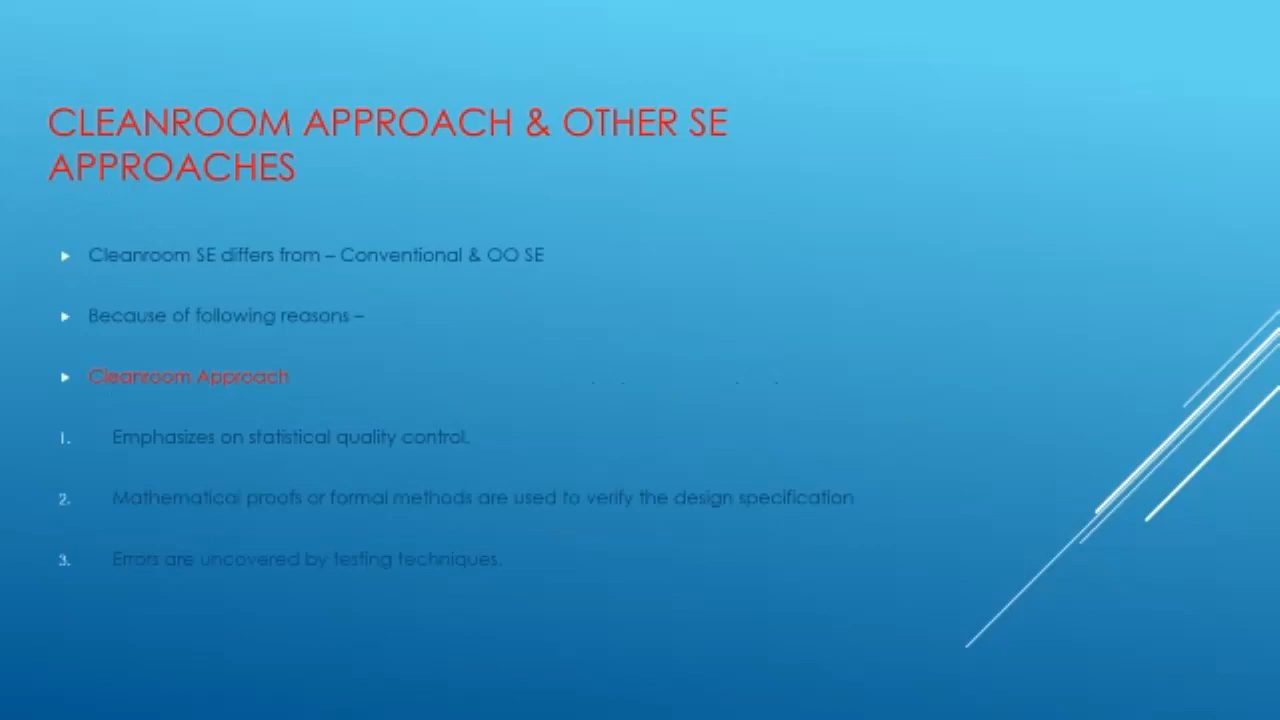 CLEANROOM APPROACH & OTHER SE
APPROACHES
Cleanroom SE differs from – Conventional & OO SE
Because of following reasons –
Cleanroom Approach
1. Emphasizes on statistical quality control.
2. Mathematical proofs or formal methods are used to verify the design specification
3. Errors are uncovered by testing techniques.